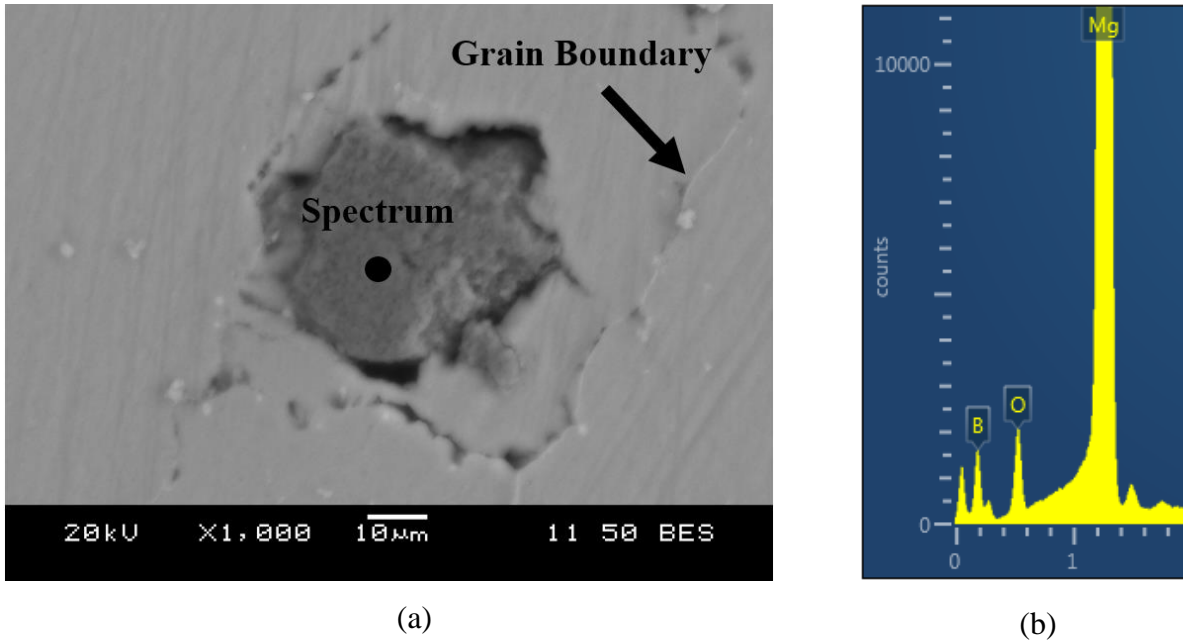 Grain Boundary
Spectrum
20kV X1,000 10μm 11 50 BES
(a)
Mg
10000
counts
B
O
0
0 1
(b)